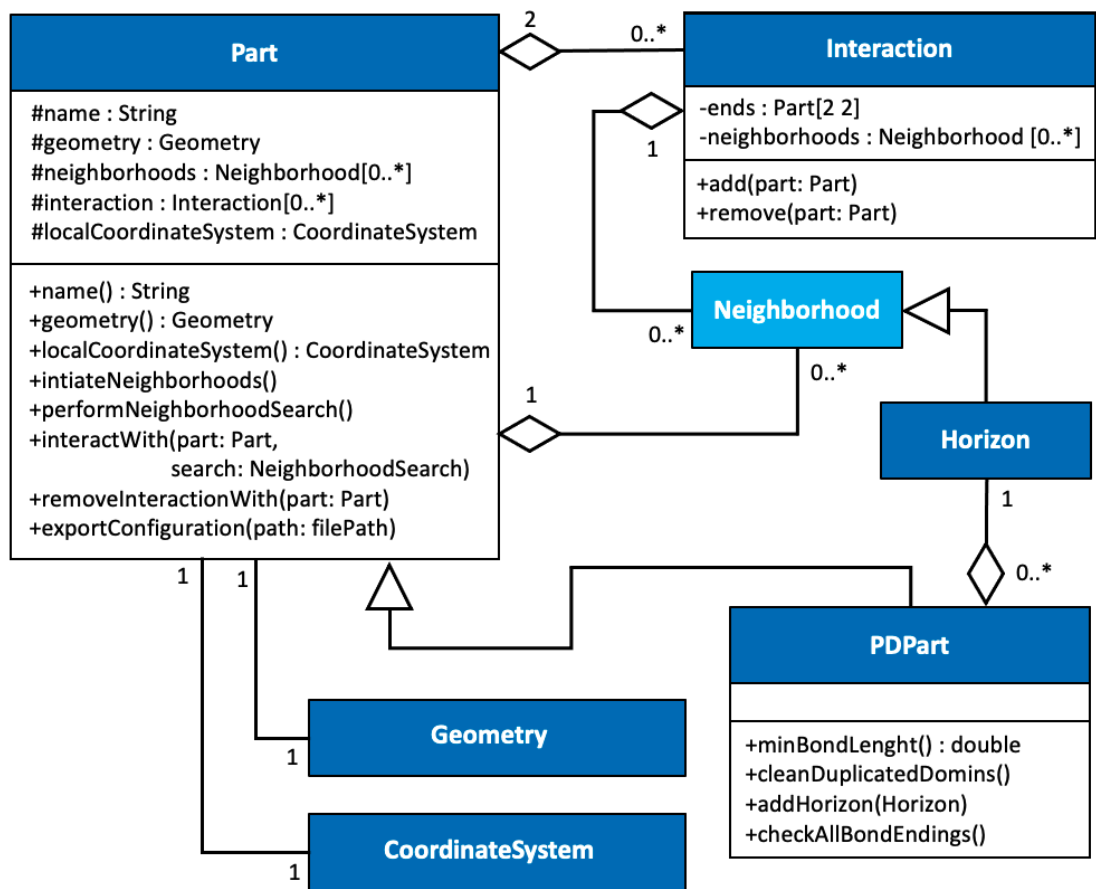 Part
#name : String
#geometry : Geometry
#neighborhoods : Neighborhood[0..*]
#interaction : Interaction[0..*]
#localCoordinateSystem : CoordinateSystem
+name() : String
+geometry() : Geometry
+localCoordinateSystem() : CoordinateSystem
+intiateNeighborhoods()
+performNeighborhoodSearch()
+interactWith(part: Part,
search: NeighborhoodSearch)
+removeInteractionWith(part: Part)
+exportConfiguration(path: filePath)
2
0..*
Interaction
-ends : Part[2 2]
-neighborhoods : Neighborhood [0..*]
+add(part: Part)
+remove(part: Part)
1
Neighborhood
0..*
0..*
1
Horizon
1
0..*
PDPart
+minBondLenght() : double
+cleanDuplicatedDomins()
+addHorizon(Horizon)
+checkAllBondEndings()
1
1
Geometry
1
CoordinateSystem
1